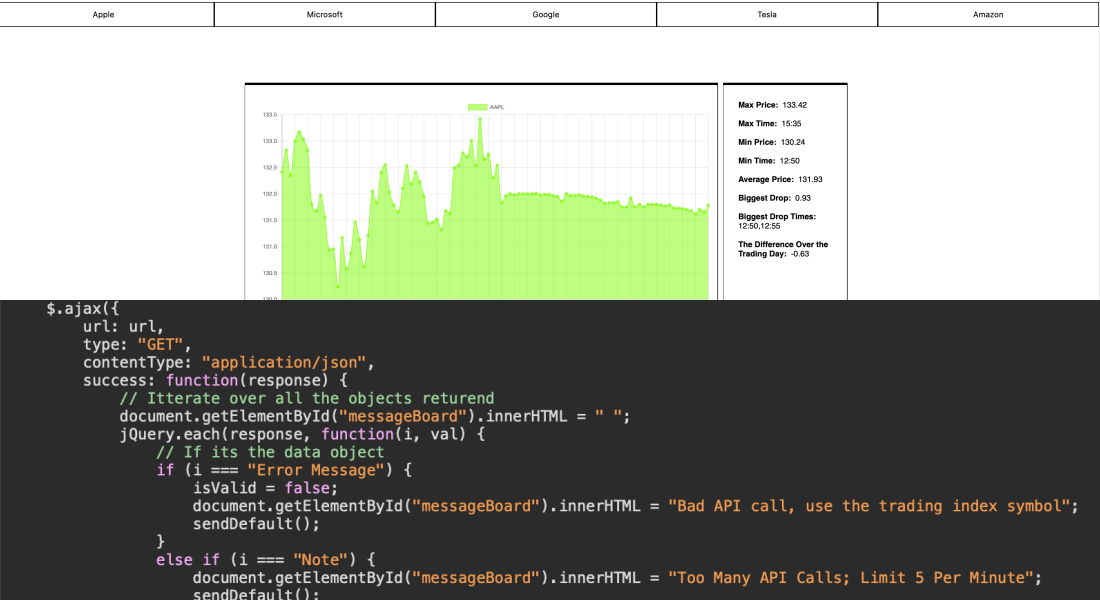 Apple
Microsoft
Google
Tesla
Amazon
AAPL
133.5
133.0
132.5
132.0
131.5
131.0
130.5
130.0
Max Price: 133.42
Max Time: 15:35
Min Price: 130.24
Min Time: 12:50
Average Price: 131.93
Biggest Drop: 0.93
Biggest Drop Times:
12:50,12:55
The Difference Over the
Trading Day: -0.63
$.ajax({
url: url,
type: "GET",
contentType: "application/json",
success: function(response) {
// Itterate over all the objects returend
document.getElementById("messageBoard").innerHTML = " ";
jQuery.each(response, function(i, val) {
// If its the data object
if (i === "Error Message") {
isValid = false;
document.getElementById("messageBoard").innerHTML = "Bad API call, use the trading index symbol";
sendDefault();
}
else if (i === "Note") {
document.getElementById("messageBoard").innerHTML = "Too Many API Calls; Limit 5 Per Minute";
sendDefault();